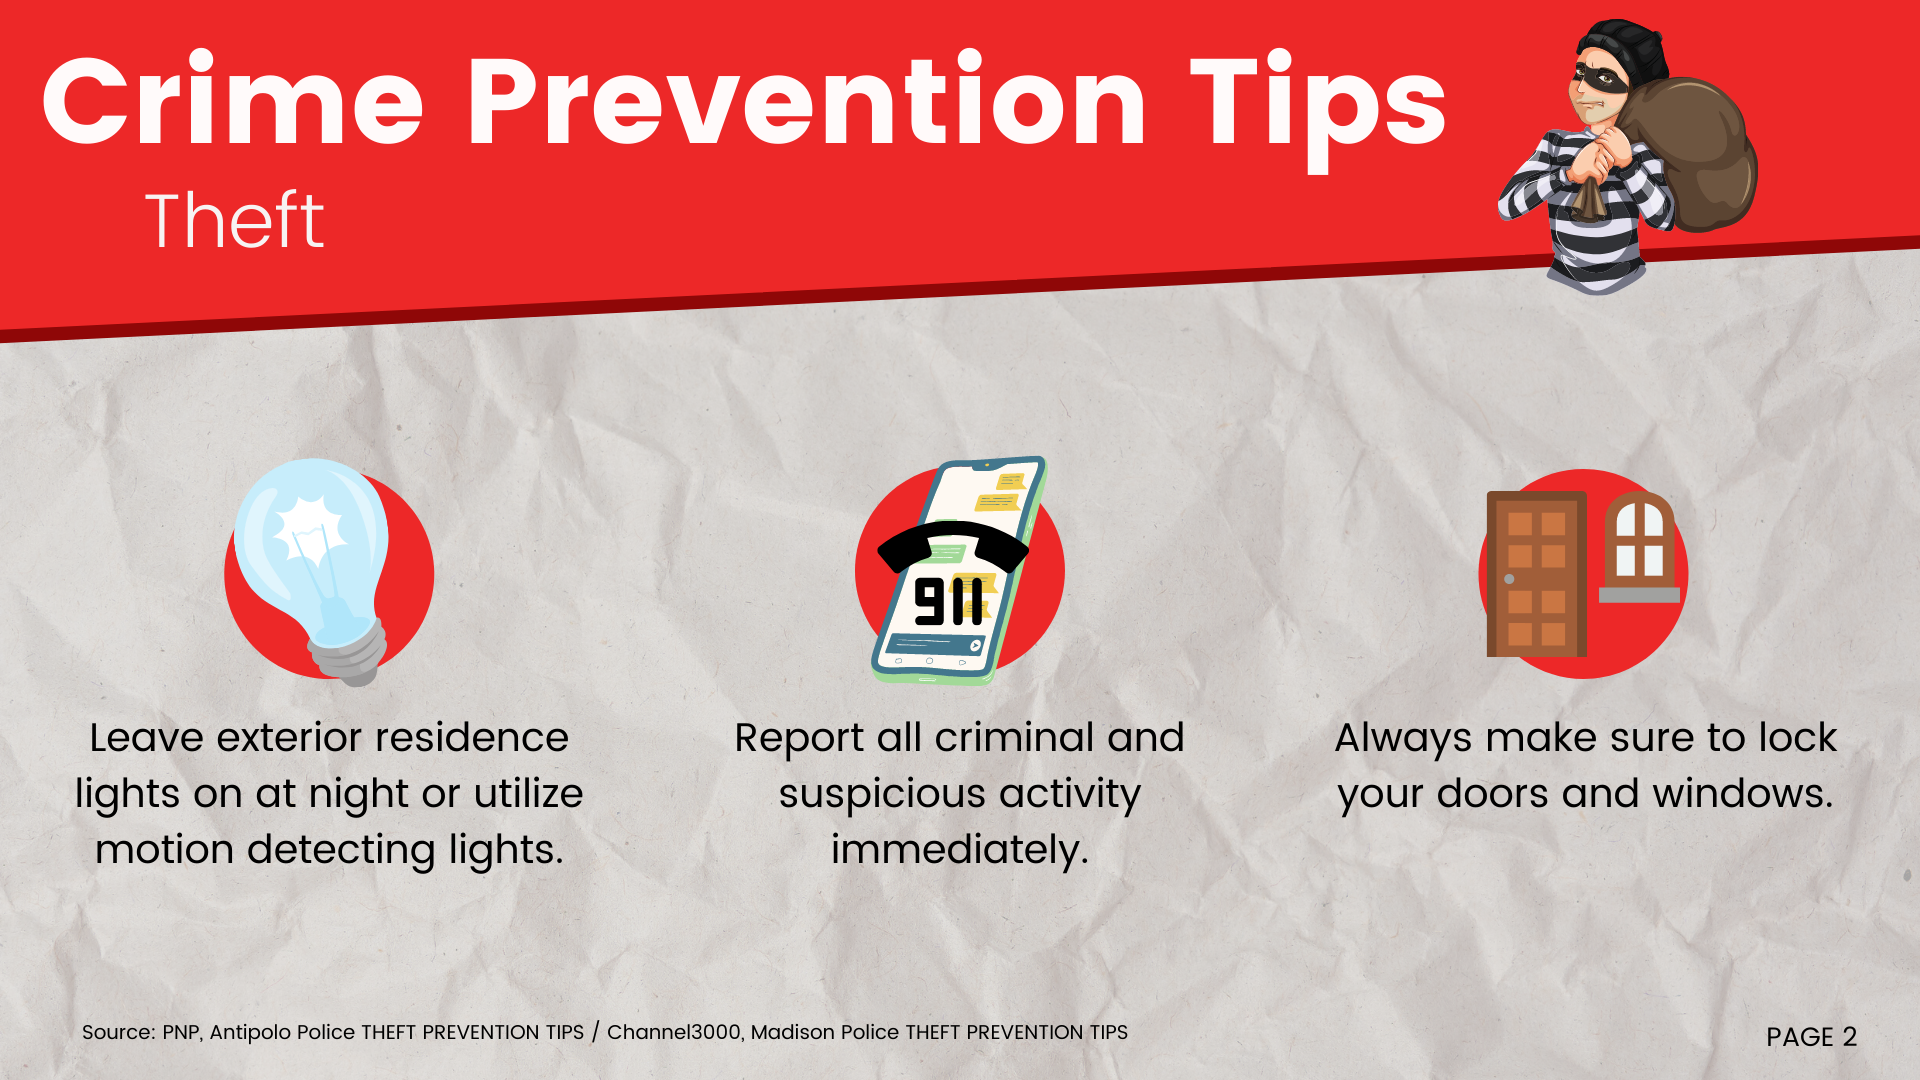 Crime Prevention Tips
Theft
911
Leave exterior residence
lights on at night or utilize
motion detecting lights.
Report all criminal and
suspicious activity
immediately.
Always make sure to lock
your doors and windows.
Source: PNP, Antipolo Police THEFT PREVENTION TIPS / Channel3000, Madison Police THEFT PREVENTION TIPS
PAGE 2